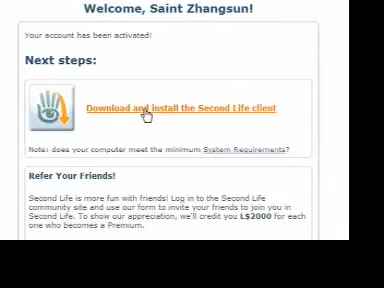 Welcome, Saint Zhangsun!
Your account has been activated!
Next steps:
Download and install the Second Life client
Note: does your computer meet the minimum System Requirements?
Refer Your Friends!
Second Life is more fun with friends! Log in to the Second Life
community site and use our form to invite your friends to join you in
Second Life. To show our appreciation, we'll credit you L$2000 for each
one who becomes a Premium.